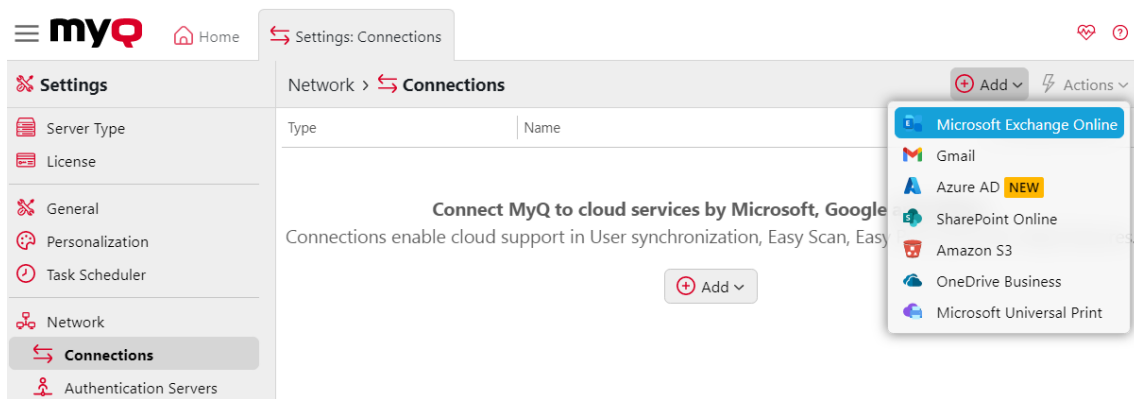 myQ
Home
Settings: Connections
Settings
Network > Connections
Add
Actions
Server Type
License
General
Personalization
Task Scheduler
Network
Connections
Authentication Servers
Type
Name
Connect MyQ to cloud services by Microsoft, Google
Connections enable cloud support in User synchronization, Easy Scan, Easy
Add
Microsoft Exchange Online
Gmail
Azure AD NEW
SharePoint Online
Amazon S3
OneDrive Business
Microsoft Universal Print